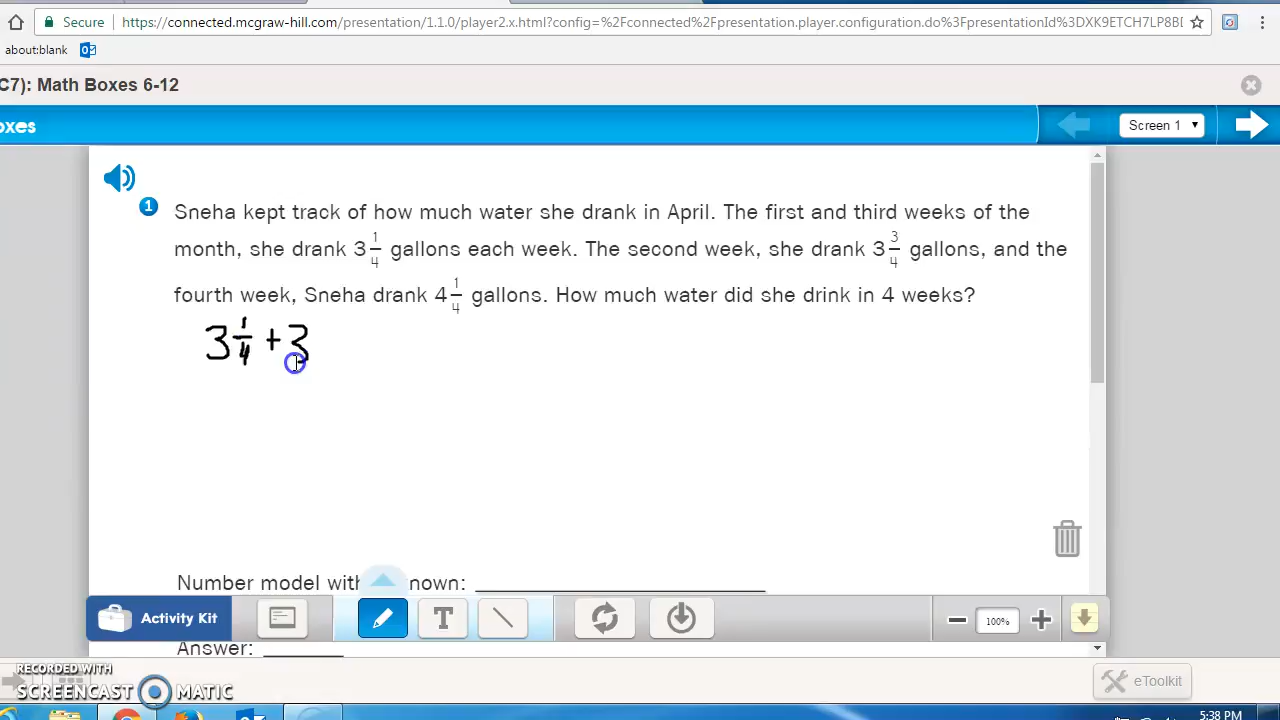 Secure https://connected.mcgraw-hill.com/presentation/1.1.0/player2.x.html?config=%2Fconnected%2Fpresentation.player.configuration.do%3FpresentationId%3DXK9ETCH7LP8BD
about:blank
C7): Math Boxes 6-12
oxes
Screen 1
1 Sneha kept track of how much water she drank in April. The first and third weeks of the
month, she drank 3 1/4 gallons each week. The second week, she drank 3 3/4 gallons, and the
fourth week, Sneha drank 4 1/4 gallons. How much water did she drink in 4 weeks?
3 1/4 + 3
Number model with nown:
Activity Kit T 100%
Answer:
RECORDED WITH
SCREENCAST MATIC
eToolkit
5:38 PM